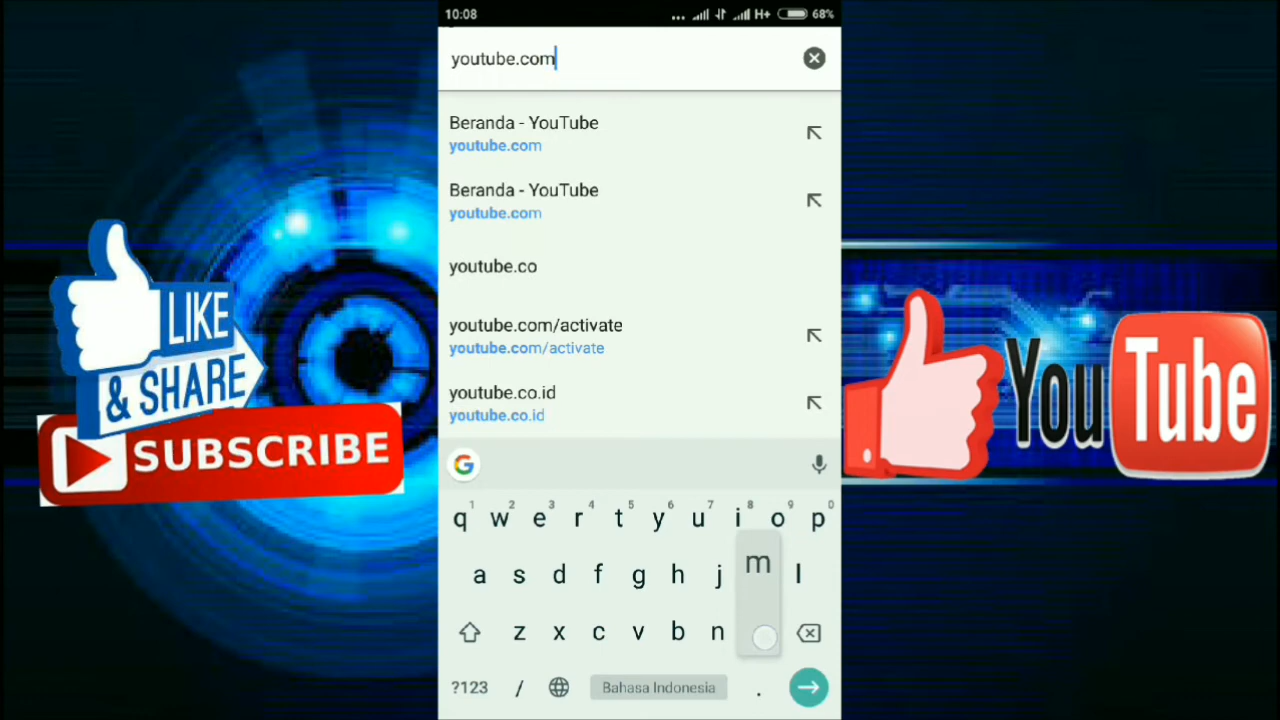 10:08
H+
68%
youtube.com
Beranda - YouTube
youtube.com
Beranda - YouTube
youtube.com
youtube.co
youtube.com/activate
youtube.com/activate
youtube.co.id
youtube.co.id
LIKE
& SHARE
SUBSCRIBE
YouTube
G
1 2 3 4 5 6 7 8 9 0
q w e r t y u i o p
m
a s d f g h j l
z x c v b n
?123 / Bahasa Indonesia .